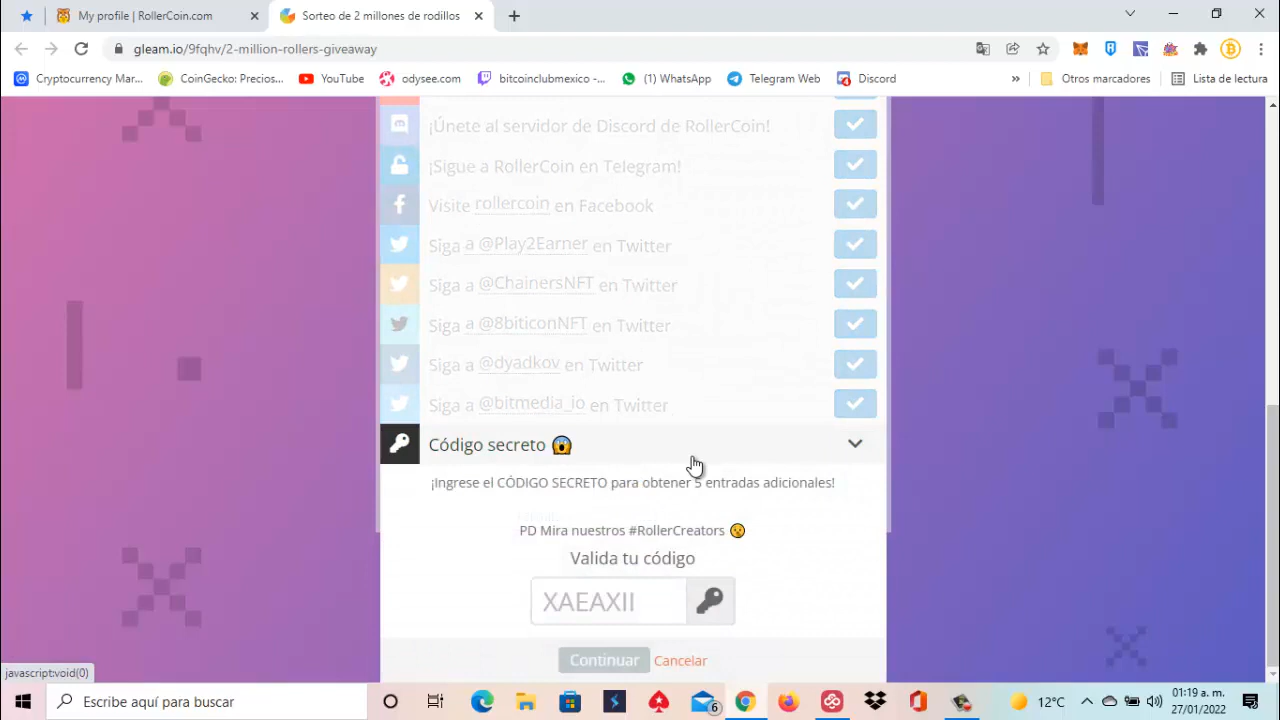 My profile | RollerCoin.com
Sorteo de 2 millones de rodillos
gleam.io/9fqhv/2-million-rollers-giveaway
Cryptocurrency Mar...
CoinGecko: Precios...
YouTube
odysee.com
bitcoinclubmexico -...
(1) WhatsApp
Telegram Web
Discord
»
Otros marcadores
Lista de lectura
¡Únete al servidor de Discord de RollerCoin!
¡Sigue a RollerCoin en Telegram!
Visite rollercoin en Facebook
Siga a @Play2Earner en Twitter
Siga a @ChainersNFT en Twitter
Siga a @8biticonNFT en Twitter
Siga a @dyadkov en Twitter
Siga a @bitmedia_io en Twitter
Código secreto 😱
¡Ingrese el CÓDIGO SECRETO para obtener 5 entradas adicionales!
PD Mira nuestros #RollerCreators 😯
Valida tu código
XAEAXII
Continuar Cancelar
javascript:void(0)
Escribe aquí para buscar
6
12°C
01:19 a. m.
27/01/2022